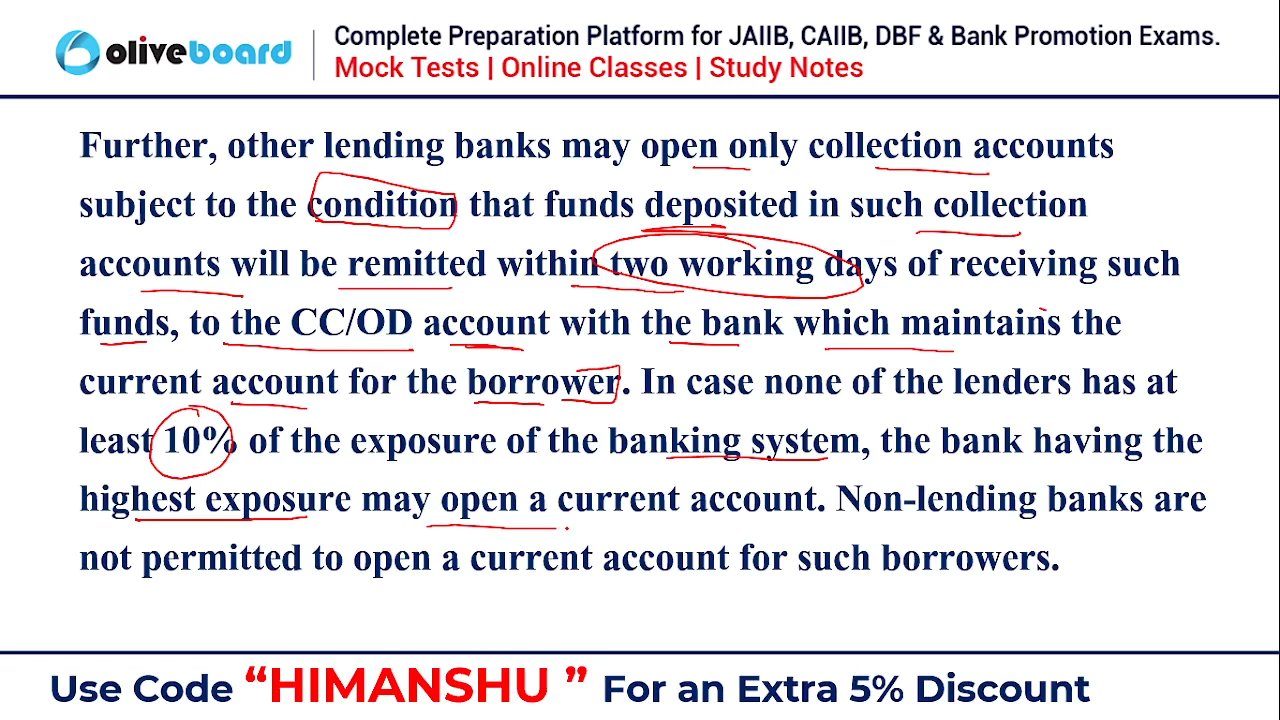 oliveboard
Complete Preparation Platform for JAIIB, CAIIB, DBF & Bank Promotion Exams.
Mock Tests | Online Classes | Study Notes
Further, other lending banks may open only collection accounts
subject to the condition that funds deposited in such collection
accounts will be remitted within two working days of receiving such
funds, to the CC/OD account with the bank which maintains the
current account for the borrower. In case none of the lenders has at
least 10% of the exposure of the banking system, the bank having the
highest exposure may open a current account. Non-lending banks are
not permitted to open a current account for such borrowers.
Use Code “HIMANSHU ” For an Extra 5% Discount